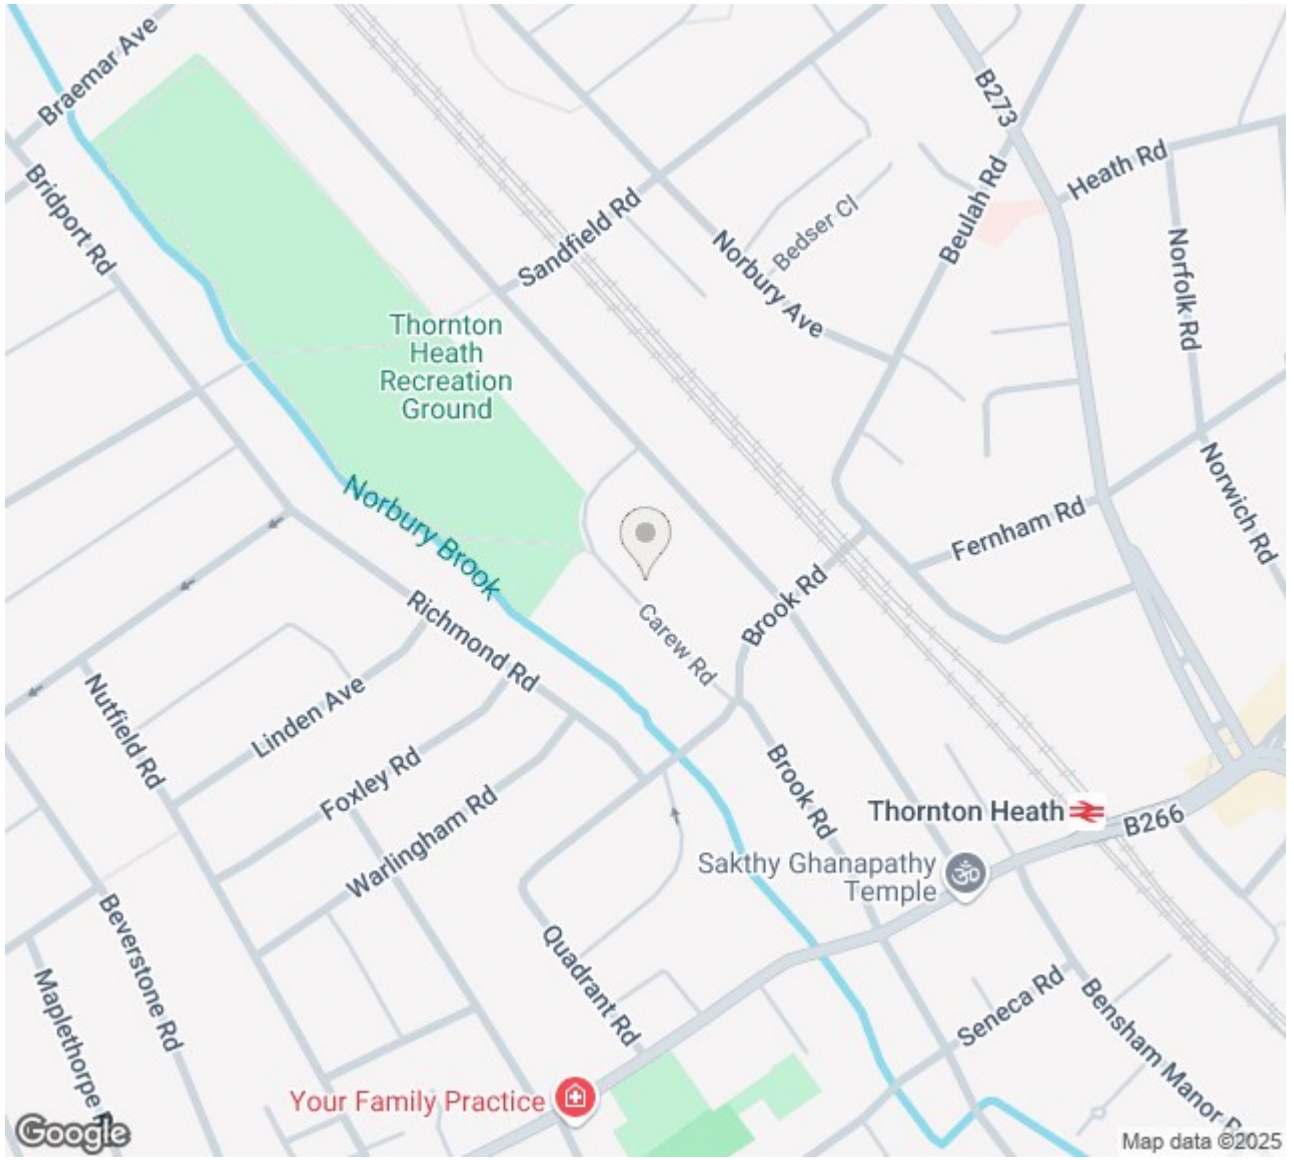 Braemar Ave
B273
Heath Rd
Bridport Rd
Beulah Rd
Sandfield Rd
Bedser Cl
Norbury Ave
Norfolk Rd
Thornton
Heath
Recreation
Ground
Norwich Rd
Norbury Brook
Fernham Rd
Richmond Rd
Carew Rd
Brook Rd
Nutfield Rd
Linden Ave
Foxley Rd
Brook Rd
Warlingham Rd
Thornton Heath
B266
Sakthy Ghanapathy
Temple
Beverstone Rd
Quadrant Rd
Maplethorpe
Seneca Rd
Bensham Manor
Your Family Practice
Google
Map data ©2025